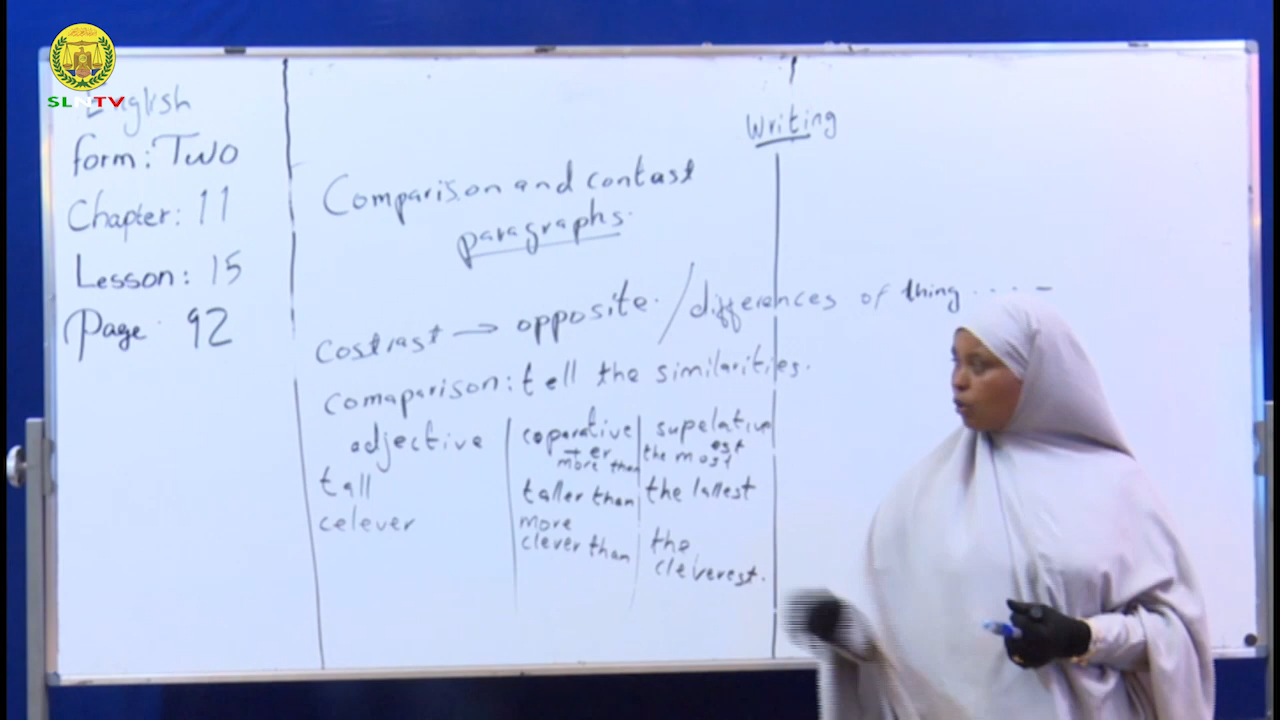 SLNTV
English
form: Two
Chapter: 11
Lesson: 15
Page 92
Writing
Comparison and contast
paragraphs.
costrast → opposite. / differences of thing . . . . -
comaparison: tell the similarities.
adjective coparative supelative
-er est
more than the most
tall taller than the lallest
celever more
clever than the
cleverest.